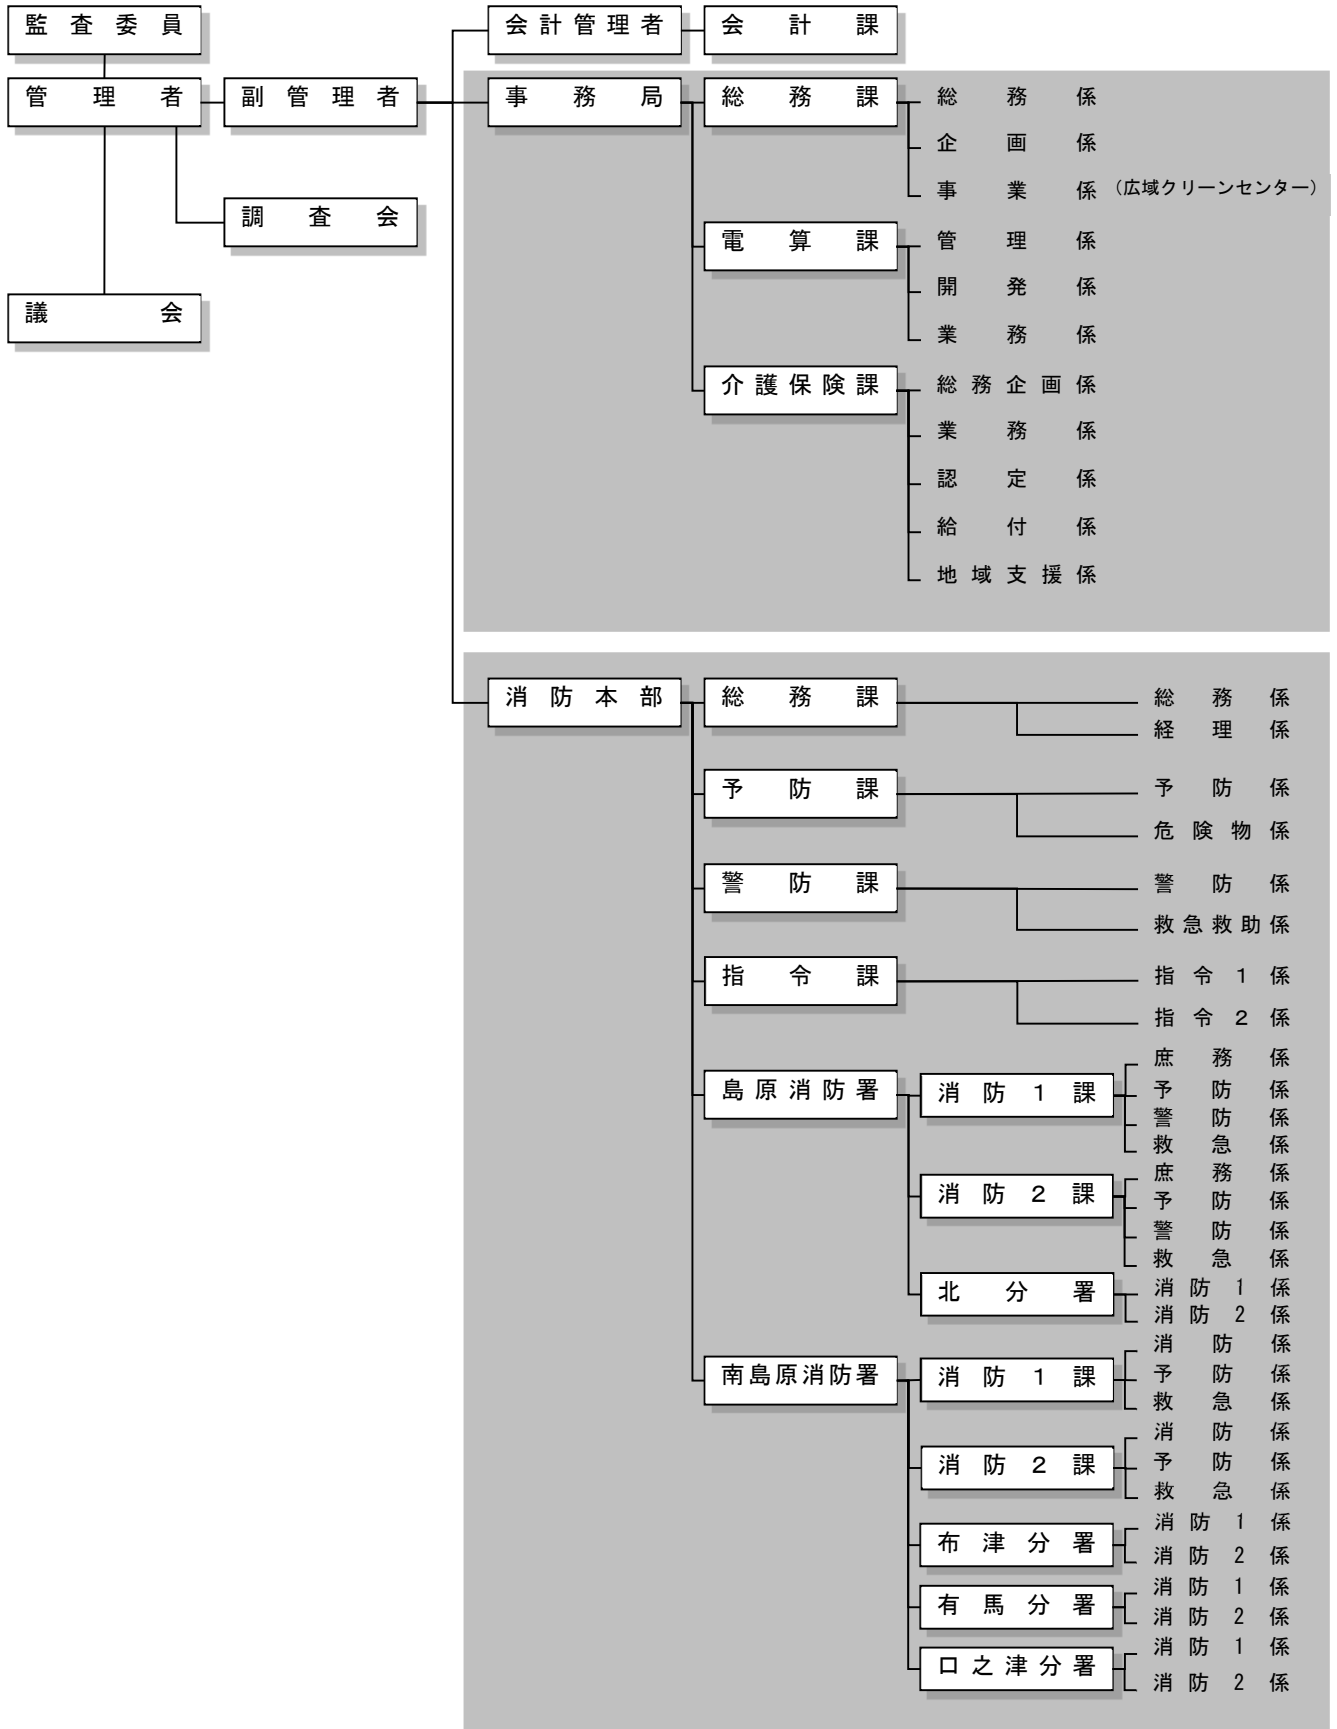 監査委員
会計管理者
会計課
管理者
副管理者
事務局
総務課
総務係
企画係
事業係 （広域クリーンセンター）
調査会
電算課
管理係
開発係
業務係
議会
介護保険課
総務企画係
業務係
認定係
給付係
地域支援係
消防本部
総務課
総務係
経理係
予防課
予防係
危険物係
警防課
警防係
救急救助係
指令課
指令１係
指令２係
島原消防署
消防１課
庶務係
予防係
警防係
救急係
消防２課
庶務係
予防係
警防係
救急係
北分署
消防１係
消防２係
南島原消防署
消防１課
消防係
予防係
救急係
消防２課
消防係
予防係
救急係
布津分署
消防１係
消防２係
有馬分署
消防１係
消防２係
口之津分署
消防１係
消防２係